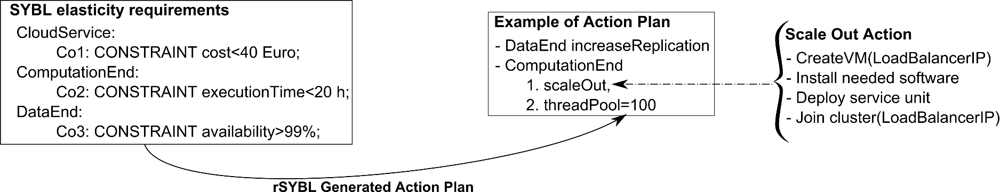 SYBL elasticity requirements
CloudService:
Co1: CONSTRAINT cost<40 Euro;
ComputationEnd:
Co2: CONSTRAINT executionTime<20 h;
DataEnd:
Co3: CONSTRAINT availability>99%;
rSYBL Generated Action Plan
Example of Action Plan
- DataEnd increaseReplication
- ComputationEnd
1. scaleOut,
2. threadPool=100
Scale Out Action
- CreateVM(LoadBalancerIP)
- Install needed software
- Deploy service unit
- Join cluster(LoadBalancerIP)